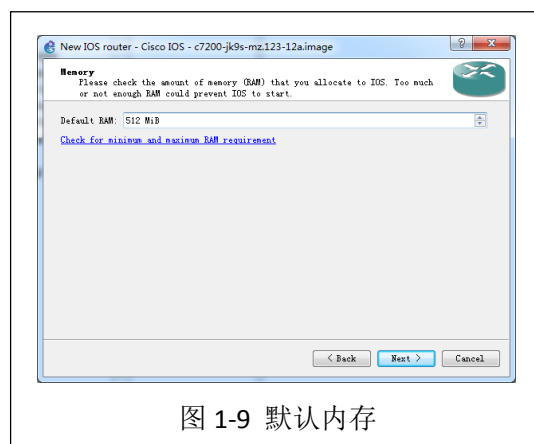 New IOS router - Cisco IOS - c7200-jk9s-mz.123-12a.image
Memory
Please check the amount of memory (RAM) that you allocate to IOS. Too much
or not enough RAM could prevent IOS to start.
Default RAM: 512 MiB
Check for minimum and maximum RAM requirement
< Back Next > Cancel
图 1-9 默认内存